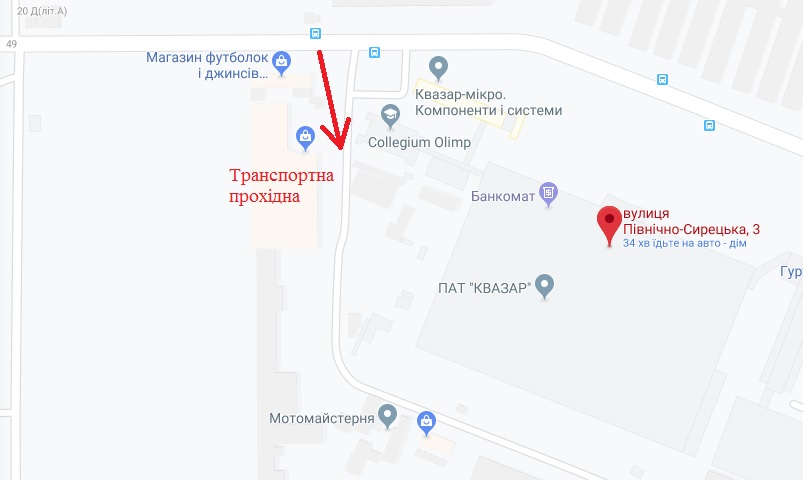 20 Д(літ.А)
49
Магазин футболок
і джинсів...
Квазар-мікро.
Компоненти і системи
Collegium Olimp
Транспортна
прохідна
Банкомат
вулиця
Північно-Сирецька, 3
34 хв їдьте на авто - дім
Гур
ПАТ "КВАЗАР"
Мотомайстерня